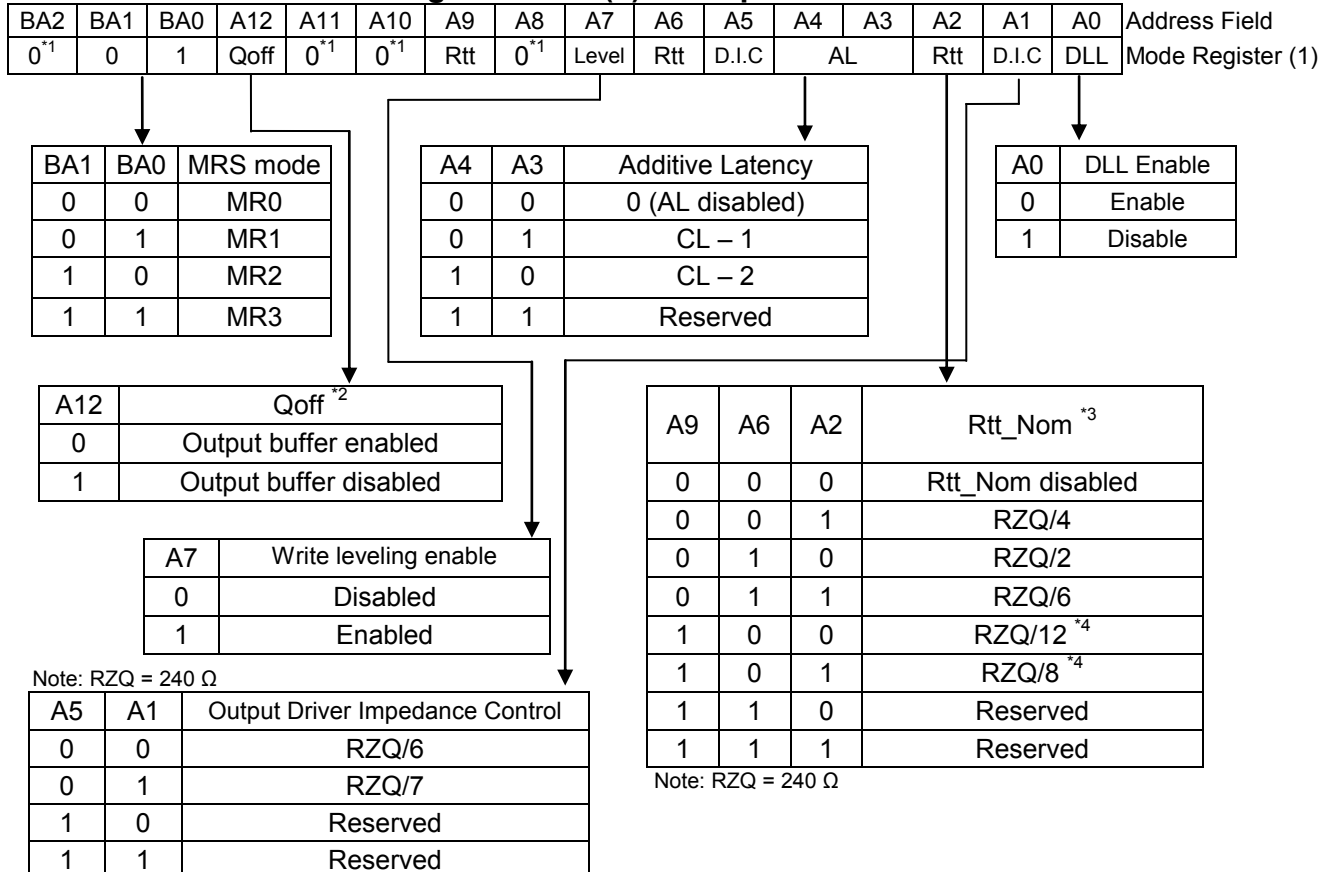 BA2 BA1 BA0 A12 A11 A10 A9 A8 A7 A6 A5 A4 A3 A2 A1 A0 Address Field
0*1 0 1 Qoff 0*1 0*1 Rtt 0*1 Level Rtt D.I.C AL Rtt D.I.C DLL Mode Register (1)
BA1 BA0 MRS mode
0 0 MR0
0 1 MR1
1 0 MR2
1 1 MR3
A4 A3 Additive Latency
0 0 0 (AL disabled)
0 1 CL – 1
1 0 CL – 2
1 1 Reserved
A0 DLL Enable
0 Enable
1 Disable
A12 Qoff *2
0 Output buffer enabled
1 Output buffer disabled
A9 A6 A2 Rtt_Nom *3
0 0 0 Rtt_Nom disabled
0 0 1 RZQ/4
0 1 0 RZQ/2
0 1 1 RZQ/6
1 0 0 RZQ/12 *4
1 0 1 RZQ/8 *4
1 1 0 Reserved
1 1 1 Reserved
Note: RZQ = 240 Ω
A7 Write leveling enable
0 Disabled
1 Enabled
Note: RZQ = 240 Ω
A5 A1 Output Driver Impedance Control
0 0 RZQ/6
0 1 RZQ/7
1 0 Reserved
1 1 Reserved